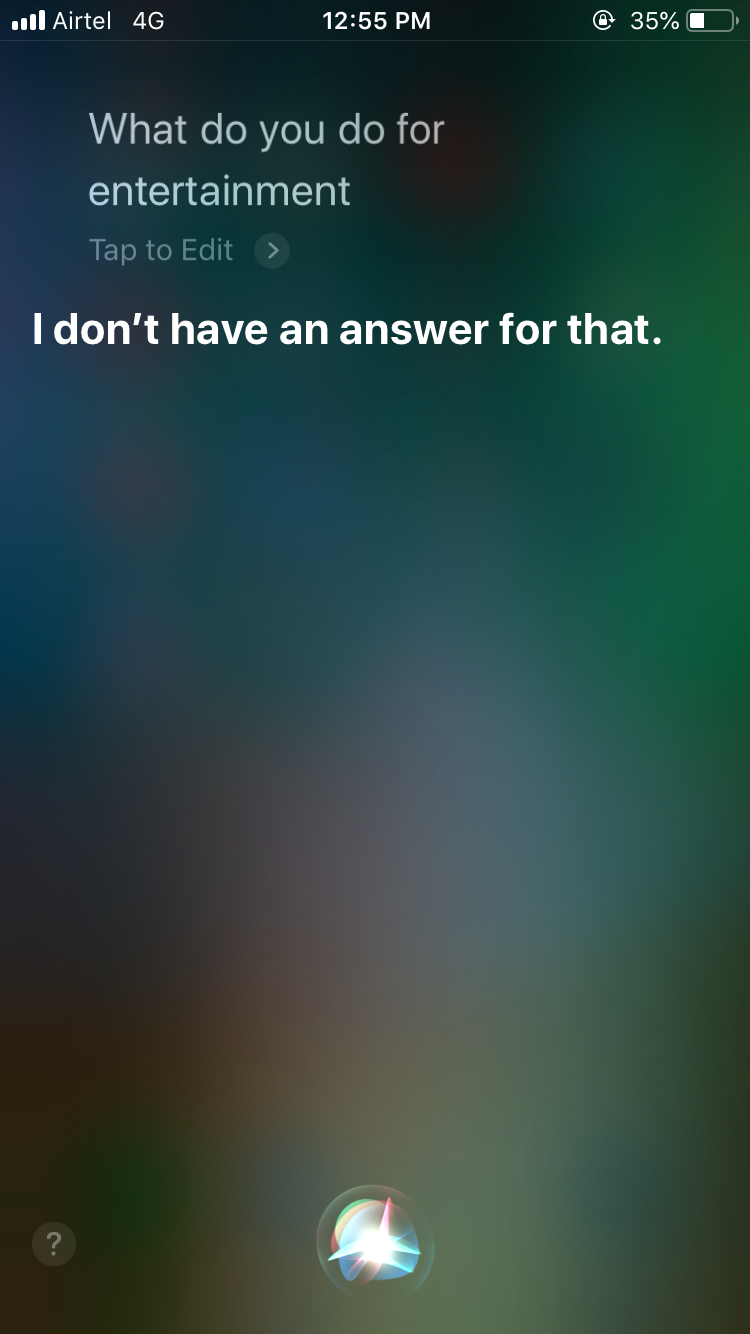 Airtel 4G 12:55 PM 35%
What do you do for
entertainment
Tap to Edit
I don’t have an answer for that.
?